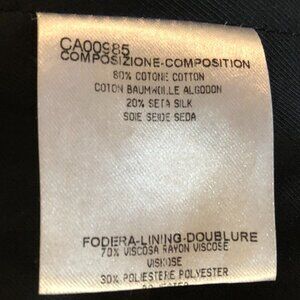 CA00985
COMPOSIZIONE-COMPOSITION
80% COTONE COTTON
COTON BAUMWOLLE ALGODON
20% SETA SILK
SOIE SEIDE SEDA
FODERA-LINING-DOUBLURE
70% VISCOSA RAYON VISCOSE
VISKOSE
30% POLIESTERE POLYESTER